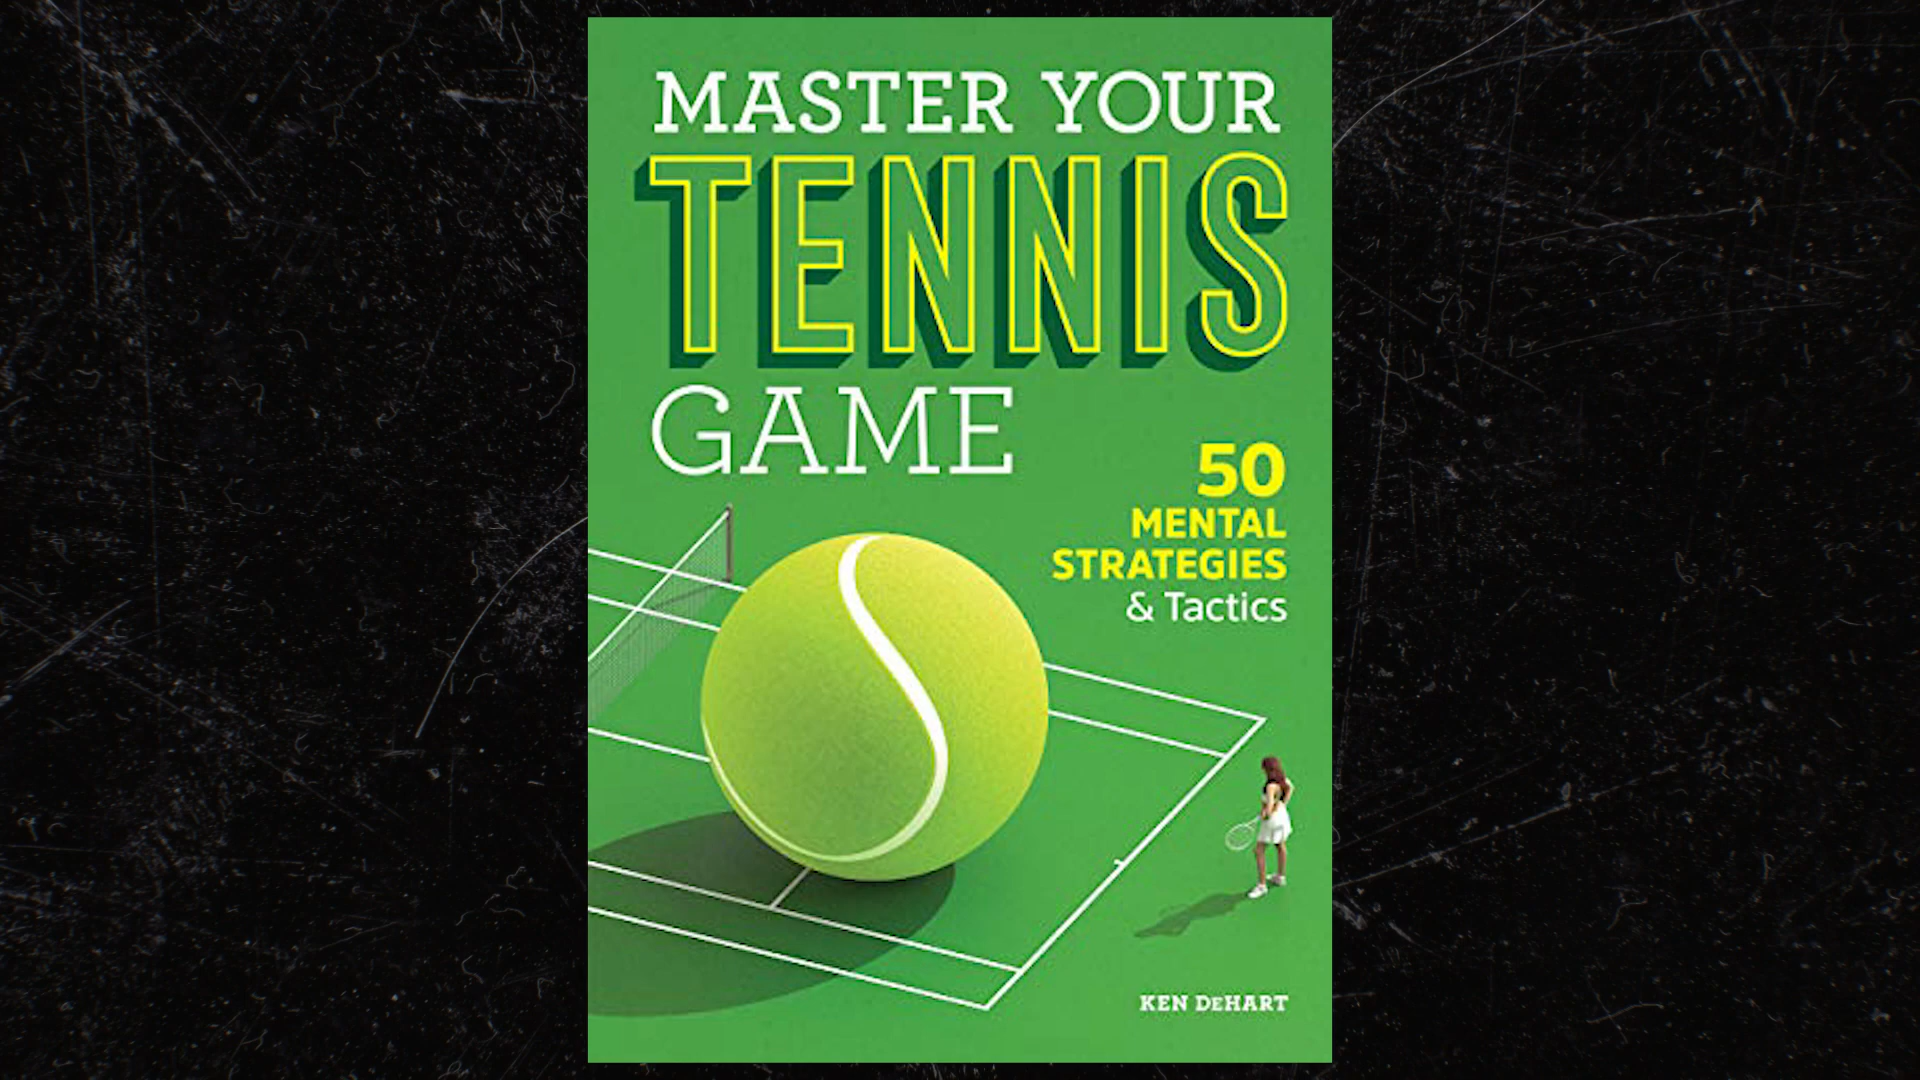 MASTER YOUR
TENNIS
GAME
50
MENTAL
STRATEGIES
& Tactics
KEN DEHART